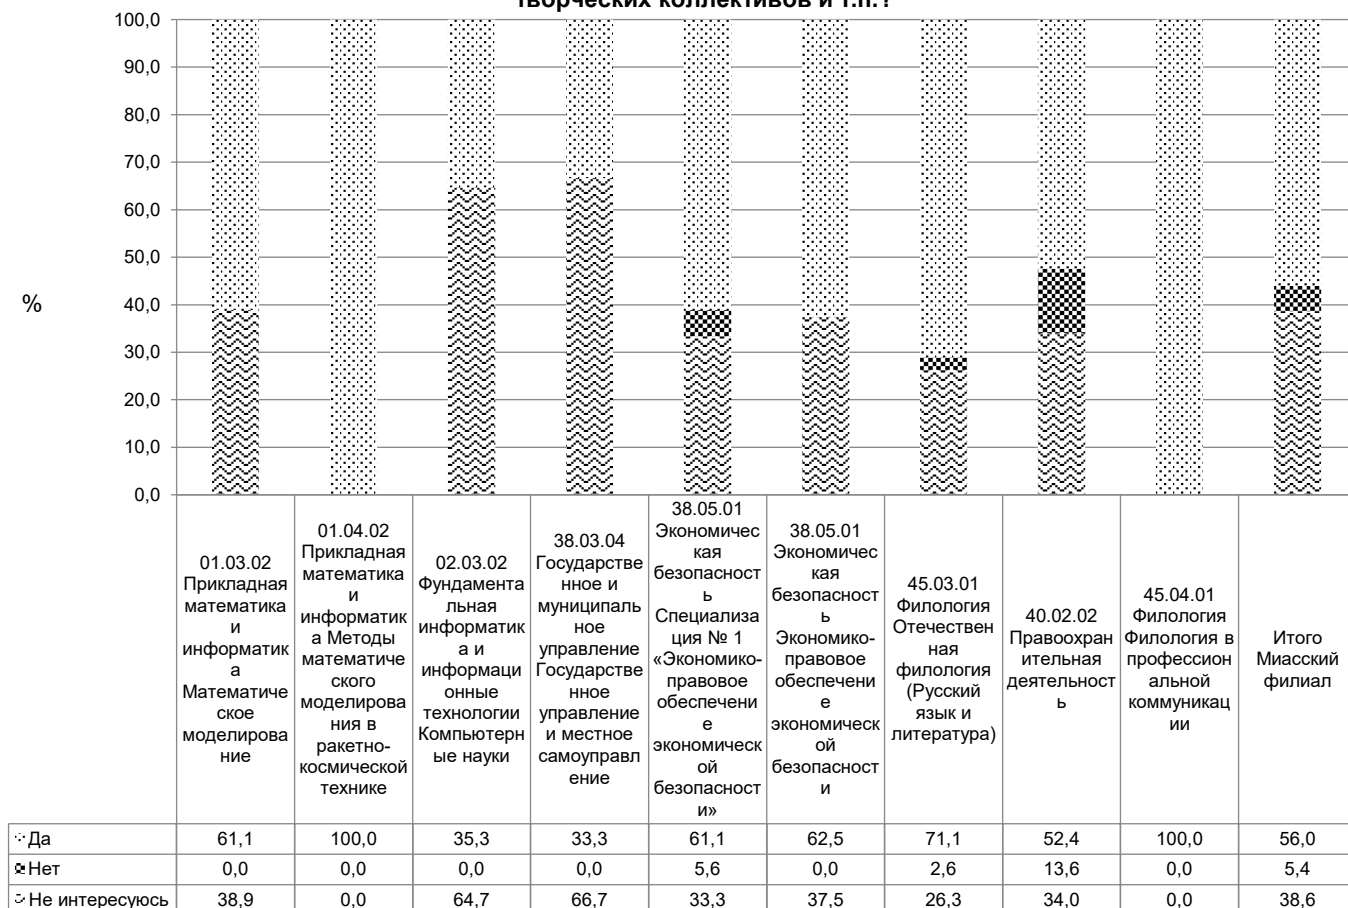 творческих коллективов и т.п.?
100,0
90,0
80,0
70,0
60,0
50,0
40,0
30,0
20,0
10,0
0,0
%
01.03.02
Прикладная
математика
и
информатик
а
Математиче
ское
моделирова
ние
01.04.02
Прикладная
математика
и
информатик
а Методы
математиче
ского
моделирова
ния в
ракетно-
космической
технике
02.03.02
Фундамента
льная
информатик
а и
информаци
онные
технологии
Компьютерн
ые науки
38.03.04
Государстве
нное и
муниципаль
ное
управление
Государстве
нное
управление
и местное
самоуправл
ение
38.05.01
Экономичес
кая
безопасност
ь
Специализа
ция № 1
«Экономико-
правовое
обеспечени
е
экономическ
ой
безопасност
и»
38.05.01
Экономичес
кая
безопасност
ь
Экономико-
правовое
обеспечени
е
экономическ
ой
безопасност
и
45.03.01
Филология
Отечествен
ная
филология
(Русский
язык и
литература)
40.02.02
Правоохран
ительная
деятельност
ь
45.04.01
Филология
Филология в
профессион
альной
коммуникац
ии
Итого
Миасский
филиал
Да 61,1 100,0 35,3 33,3 61,1 62,5 71,1 52,4 100,0 56,0
Нет 0,0 0,0 0,0 0,0 5,6 0,0 2,6 13,6 0,0 5,4
Не интересуюсь 38,9 0,0 64,7 66,7 33,3 37,5 26,3 34,0 0,0 38,6